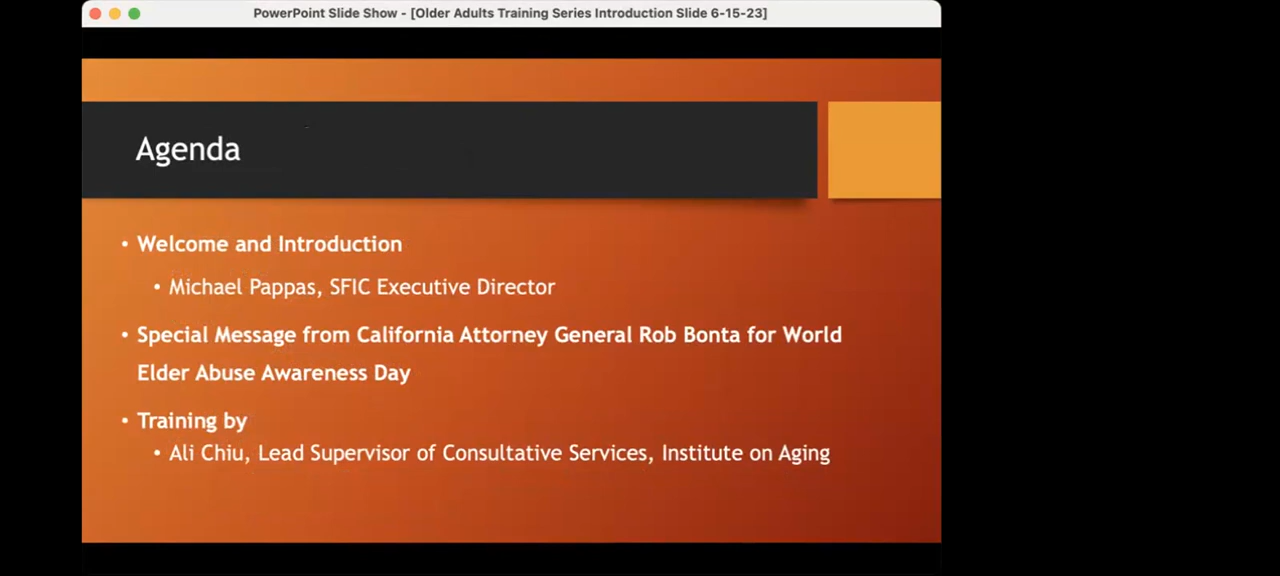 PowerPoint Slide Show - [Older Adults Training Series Introduction Slide 6-15-23]
Agenda
• Welcome and Introduction
• Michael Pappas, SFIC Executive Director
• Special Message from California Attorney General Rob Bonta for World
Elder Abuse Awareness Day
• Training by
• Ali Chiu, Lead Supervisor of Consultative Services, Institute on Aging